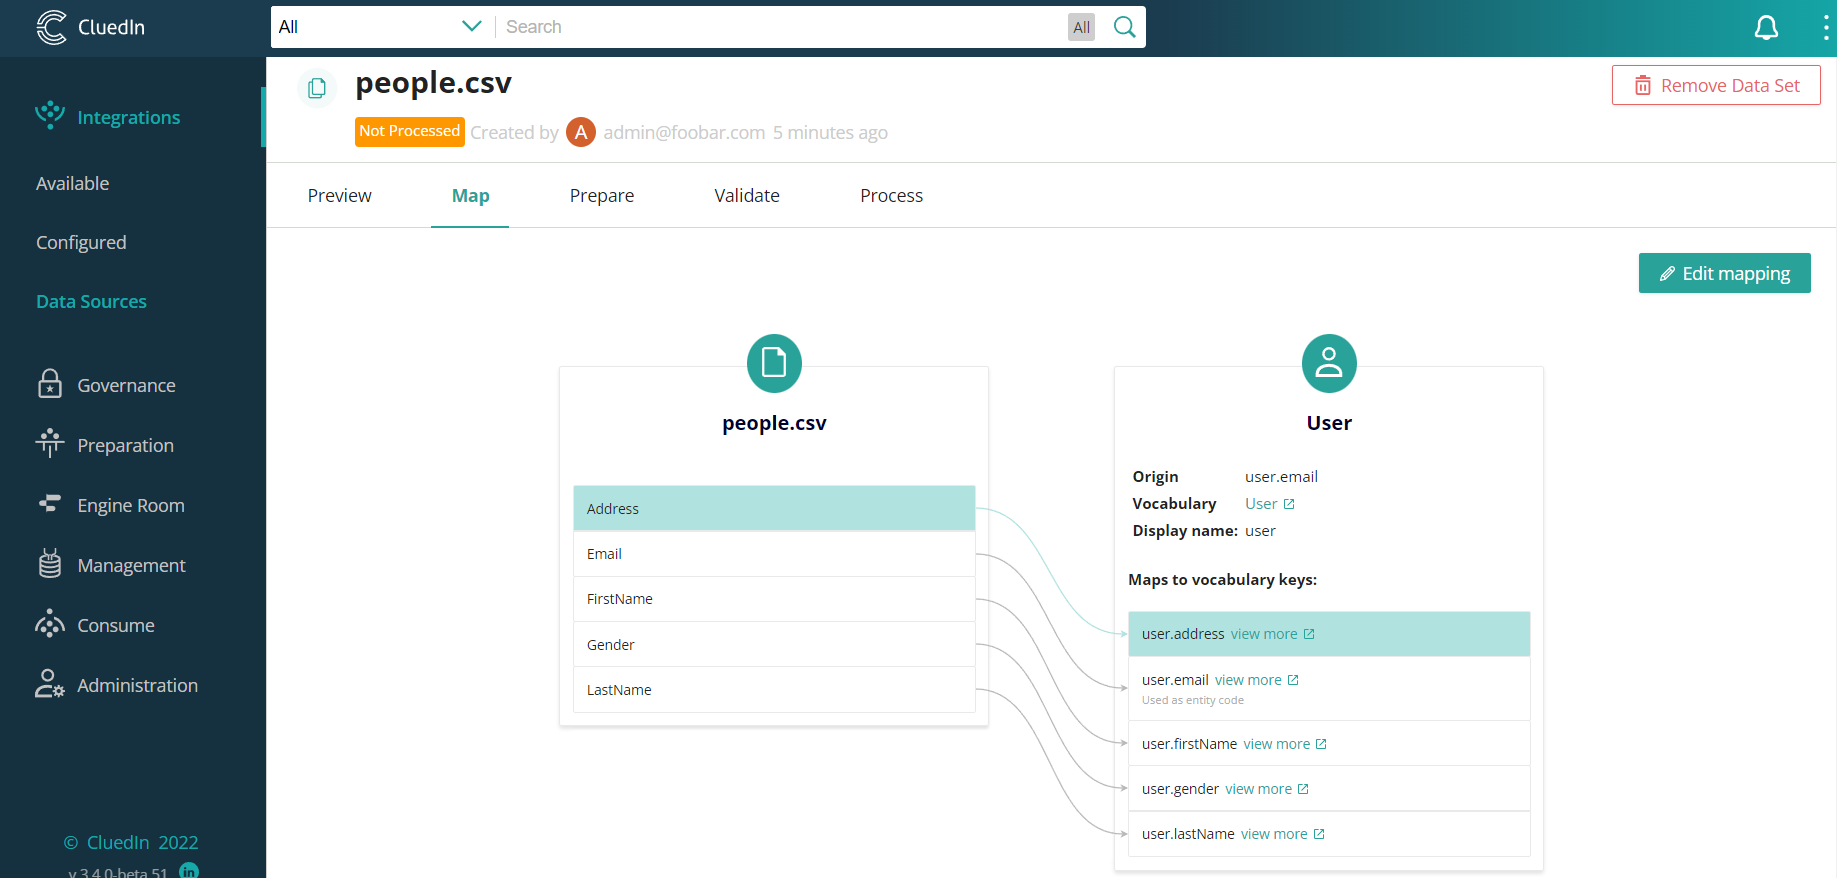 CluedIn
All
Search
All
Integrations
Available
Configured
Data Sources
Governance
Preparation
Engine Room
Management
Consume
Administration
© CluedIn 2022
v 3.4.0-beta 51 in
people.csv
Remove Data Set
Not Processed Created by A admin@foobar.com 5 minutes ago
Preview Map Prepare Validate Process
Edit mapping
people.csv
Address
Email
FirstName
Gender
LastName
User
Origin user.email
Vocabulary User
Display name: user
Maps to vocabulary keys:
user.address view more
user.email view more
Used as entity code
user.firstName view more
user.gender view more
user.lastName view more